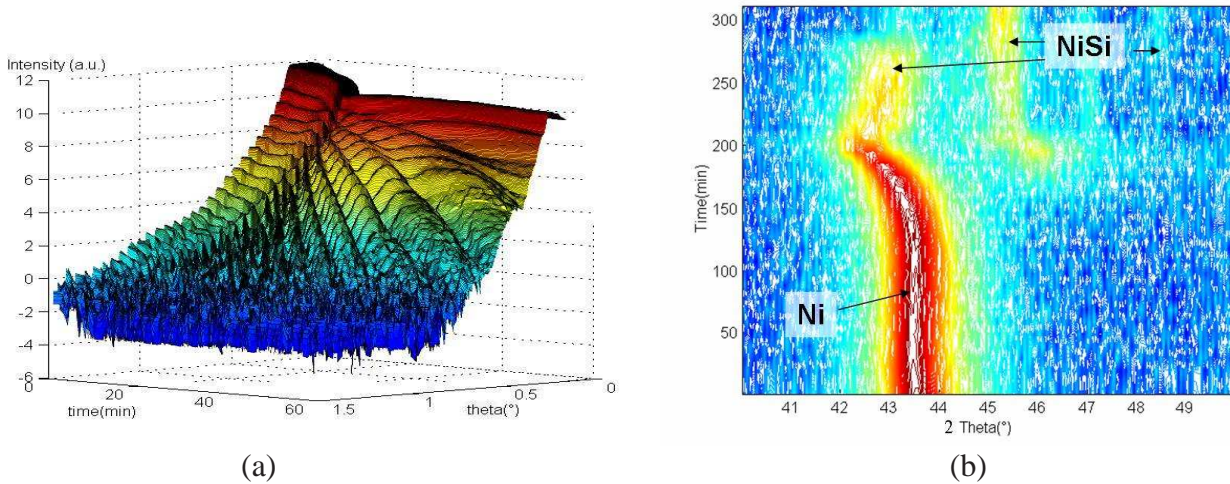 Intensity (a.u.)
12
10
8
6
4
2
0
-2
-4
-6
0
20
40
60
time(min)
1.5
1
0.5
0
theta(°)
(a)
300
250
200
150
100
50
Time(min)
NiSi
Ni
41 42 43 44 45 46 47 48 49
2 Theta(°)
(b)